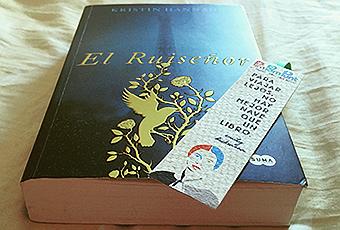 KRISTIN HANNAH
El Ruiseñor
PARA
VIAJAR
LEJOS,
NO HAY
MEJOR
NAVE
QUE UN
LIBRO
SUMA